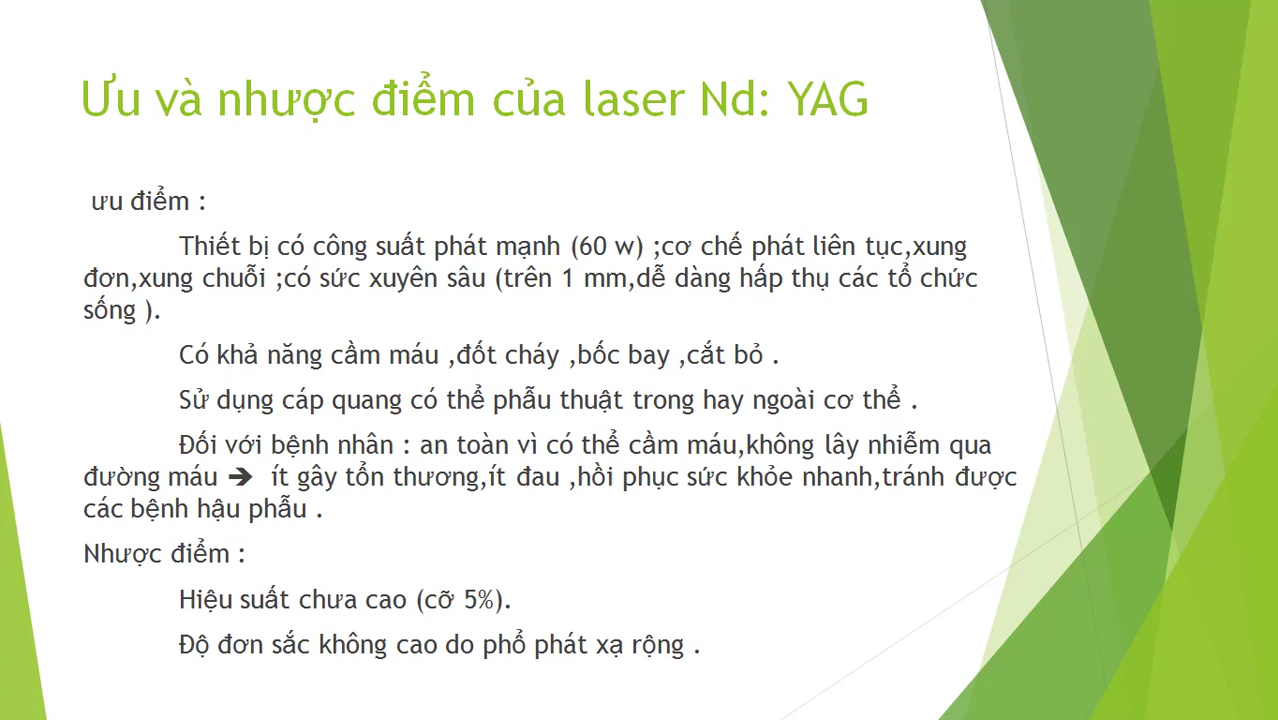 Ưu và nhược điểm của laser Nd: YAG
ưu điểm :
Thiết bị có công suất phát mạnh (60 w) ;cơ chế phát liên tục,xung
đơn,xung chuỗi ;có sức xuyên sâu (trên 1 mm,dễ dàng hấp thụ các tổ chức
sống ).
Có khả năng cầm máu ,đốt cháy ,bốc bay ,cắt bỏ .
Sử dụng cáp quang có thể phẫu thuật trong hay ngoài cơ thể .
Đối với bệnh nhân : an toàn vì có thể cầm máu,không lây nhiễm qua
đường máu ➔ ít gây tổn thương,ít đau ,hồi phục sức khỏe nhanh,tránh được
các bệnh hậu phẫu .
Nhược điểm :
Hiệu suất chưa cao (cỡ 5%).
Độ đơn sắc không cao do phổ phát xạ rộng .